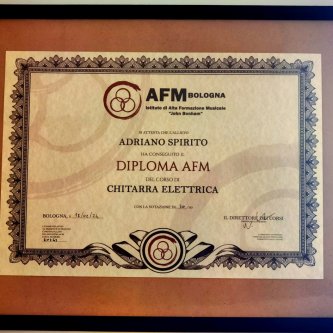 AFM BOLOGNA
Istituto di Alta Formazione Musicale
"John Bonham"
SI ATTESTA CHE L'ALLIEVO
ADRIANO SPIRITO
HA CONSEGUITO IL
DIPLOMA AFM
DEL CORSO DI
CHITARRA ELETTRICA
CON LA VOTAZIONE DI
BOLOGNA,
IL DIRETTORE DEI CORSI